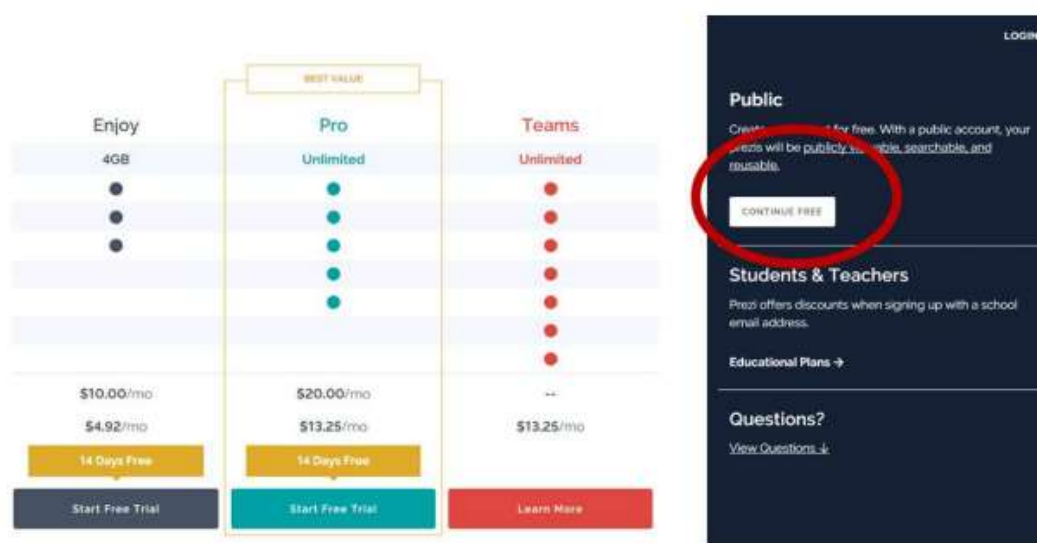 BEST VALUE
Enjoy Pro Teams
4GB Unlimited Unlimited
$10.00/mo $20.00/mo --
$4.92/mo $13.25/mo $13.25/mo
14 Days Free 14 Days Free
Start Free Trial Start Free Trial Learn More
LOGIN
Public
for free. With a public account, your
prezis will be publicly searchable, and
reusable.
CONTINUE FREE
Students & Teachers
Prezi offers discounts when signing up with a school
email address.
Educational Plans →
Questions?
View Questions ↓